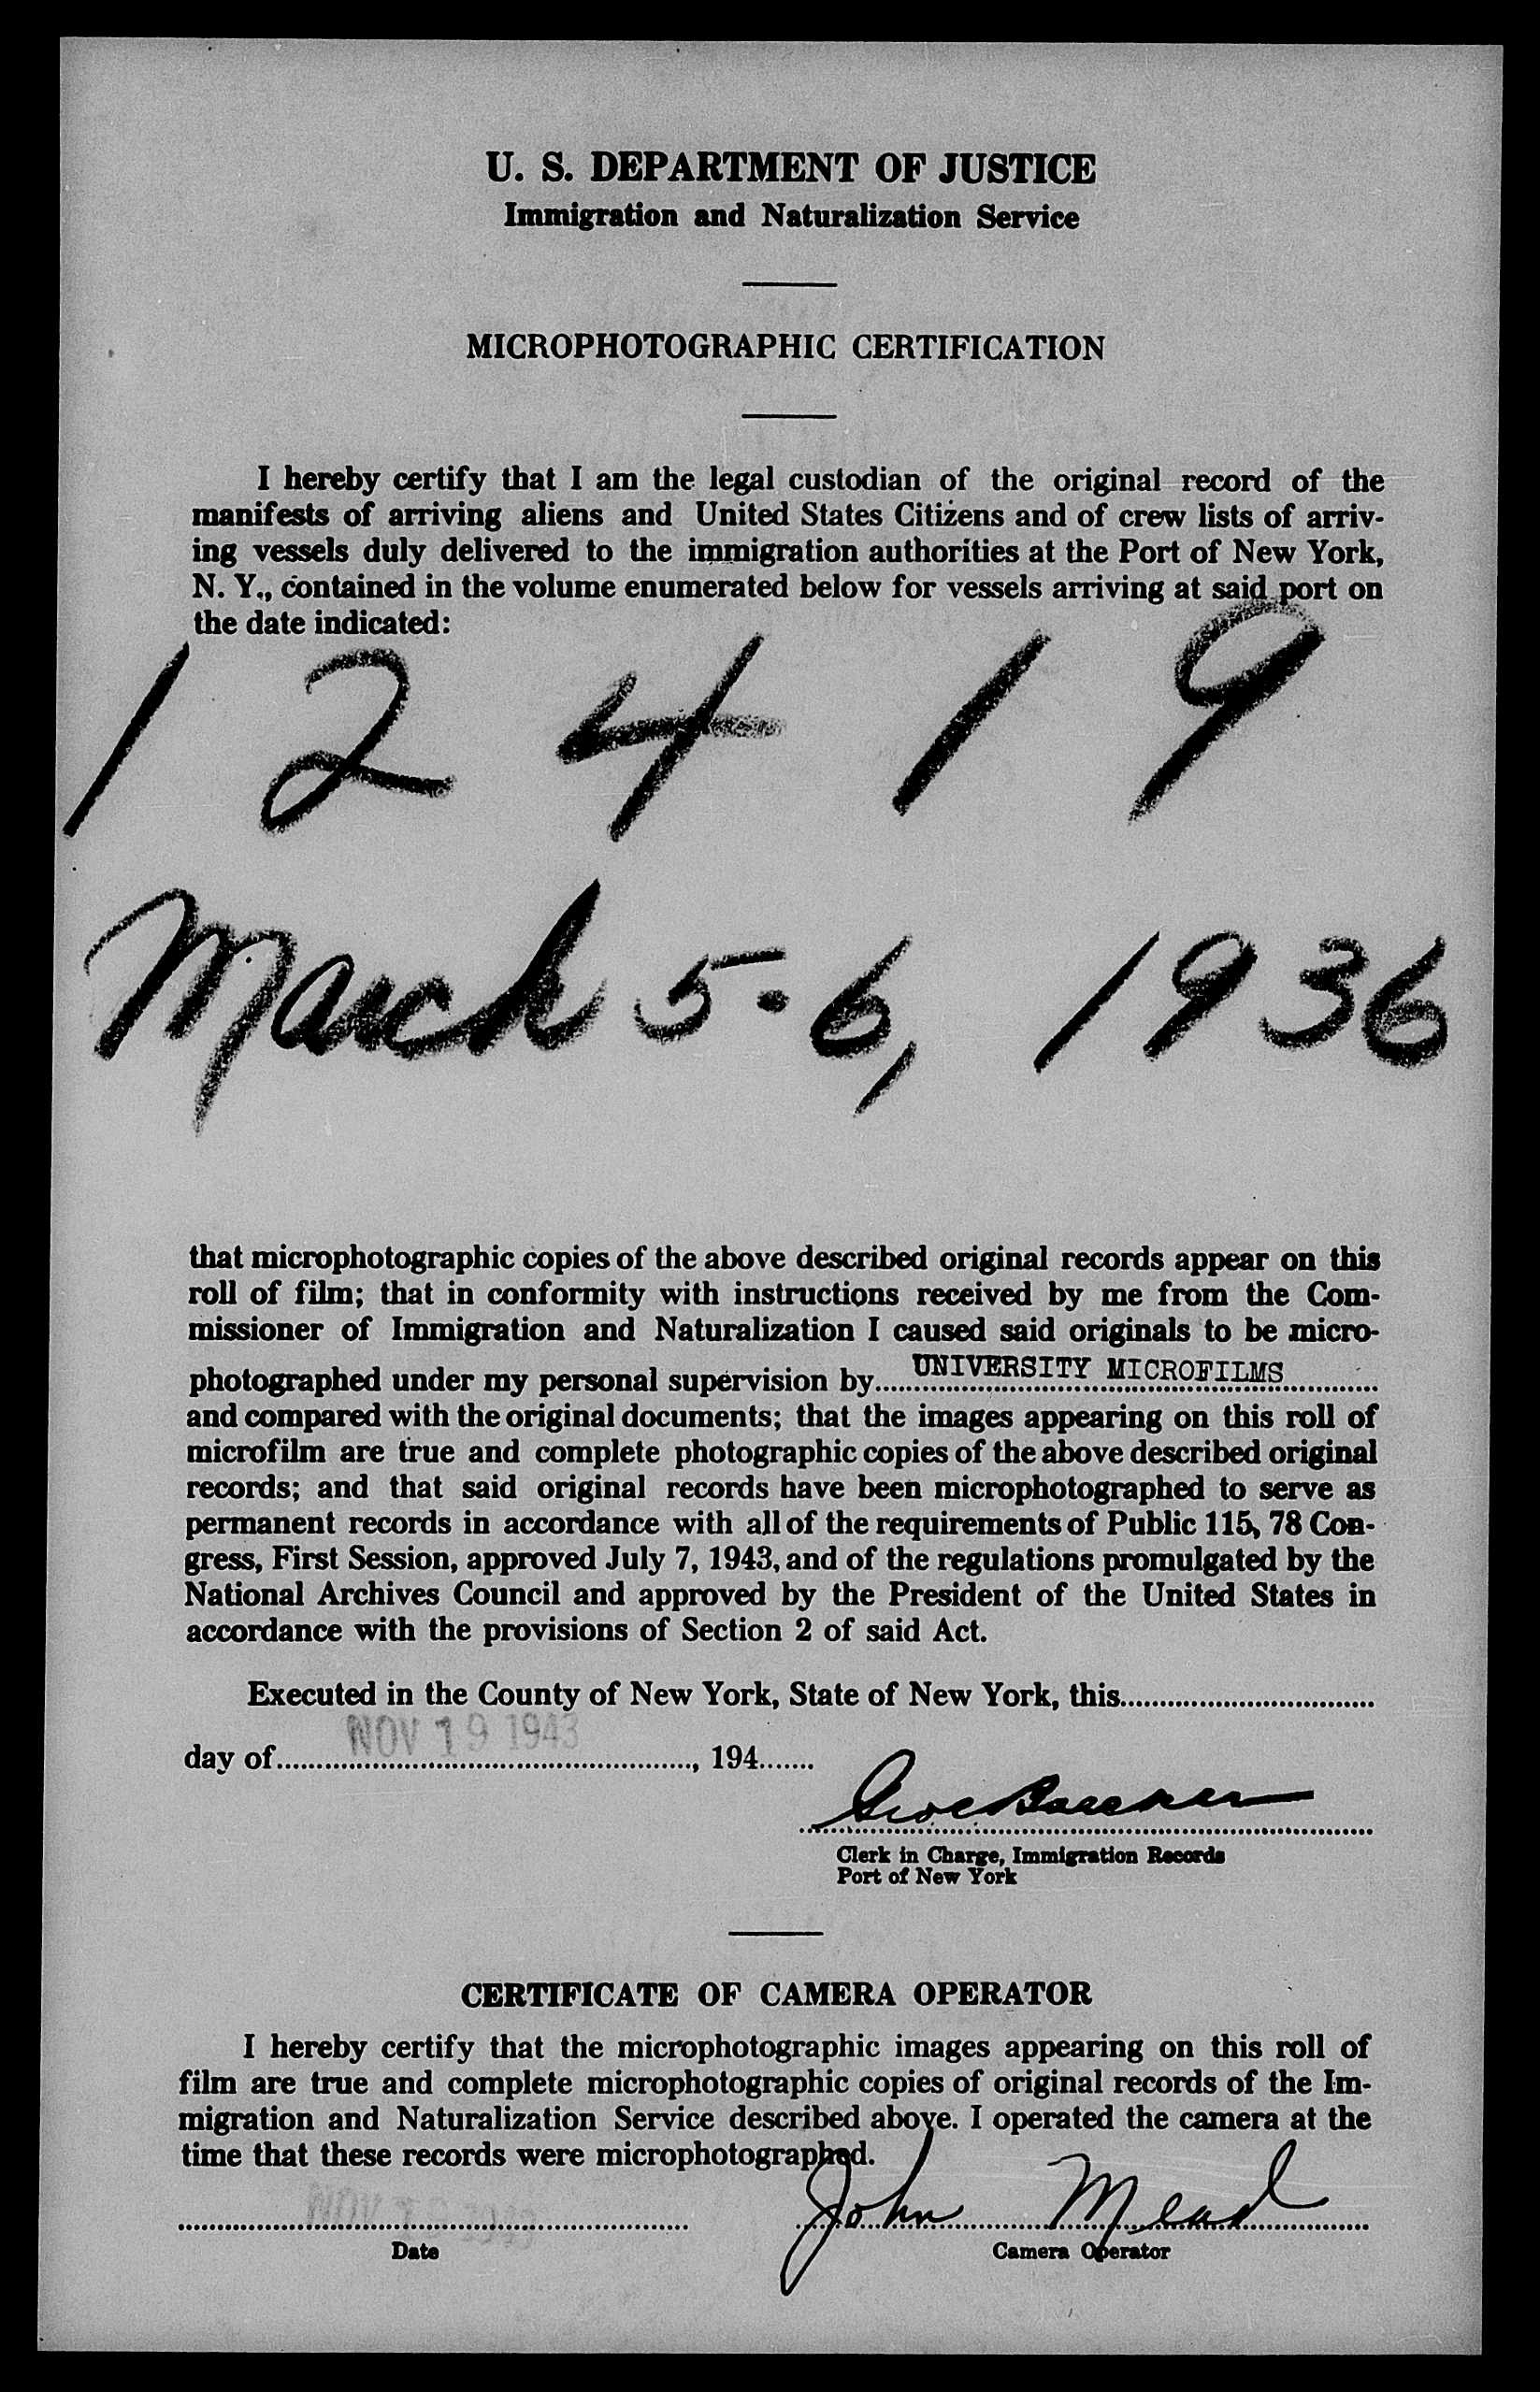 U. S. DEPARTMENT OF JUSTICE
Immigration and Naturalization Service
MICROPHOTOGRAPHIC CERTIFICATION
I hereby certify that I am the legal custodian of the original record of the
manifests of arriving aliens and United States Citizens and of crew lists of arriv-
ing vessels duly delivered to the immigration authorities at the Port of New York,
N. Y., contained in the volume enumerated below for vessels arriving at said port on
the date indicated:
1 2 4 1 9
March 5-6, 1936
that microphotographic copies of the above described original records appear on this
roll of film; that in conformity with instructions received by me from the Com-
missioner of Immigration and Naturalization I caused said originals to be micro-
photographed under my personal supervision by UNIVERSITY MICROFILMS
and compared with the original documents; that the images appearing on this roll of
microfilm are true and complete photographic copies of the above described original
records; and that said original records have been microphotographed to serve as
permanent records in accordance with all of the requirements of Public 115, 78 Con-
gress, First Session, approved July 7, 1943, and of the regulations promulgated by the
National Archives Council and approved by the President of the United States in
accordance with the provisions of Section 2 of said Act.
Executed in the County of New York, State of New York, this
day of NOV 19 1943, 194
Clerk in Charge, Immigration Records
Port of New York
CERTIFICATE OF CAMERA OPERATOR
I hereby certify that the microphotographic images appearing on this roll of
film are true and complete microphotographic copies of original records of the Im-
migration and Naturalization Service described above. I operated the camera at the
time that these records were microphotographed.
NOV John Mead
Date Camera Operator